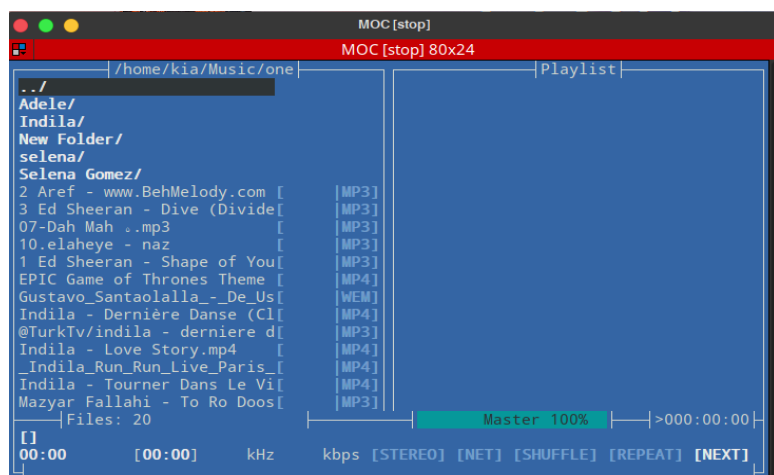 MOC [stop]
MOC [stop] 80x24
/home/kia/Music/one
Playlist
../
Adele/
Indila/
New Folder/
selena/
Selena Gomez/
2 Aref - www.BehMelody.com [ |MP3]
3 Ed Sheeran - Dive (Divide[ |MP3]
07-Dah Mah ه.mp3 [ |MP3]
10.elaheye - naz [ |MP3]
1 Ed Sheeran - Shape of You[ |MP3]
EPIC Game of Thrones Theme [ |MP4]
Gustavo_Santaolalla_-_De_Us[ |WEM]
Indila - Dernière Danse (Cl[ |MP4]
@TurkTv/indila - derniere d[ |MP3]
Indila - Love Story.mp4 [ |MP4]
_Indila_Run_Run_Live_Paris_[ |MP4]
Indila - Tourner Dans Le Vi[ |MP4]
Mazyar Fallahi - To Ro Doos[ |MP3]
Files: 20
Master 100%
>000:00:00
[]
00:00 [00:00] kHz kbps [STEREO] [NET] [SHUFFLE] [REPEAT] [NEXT]